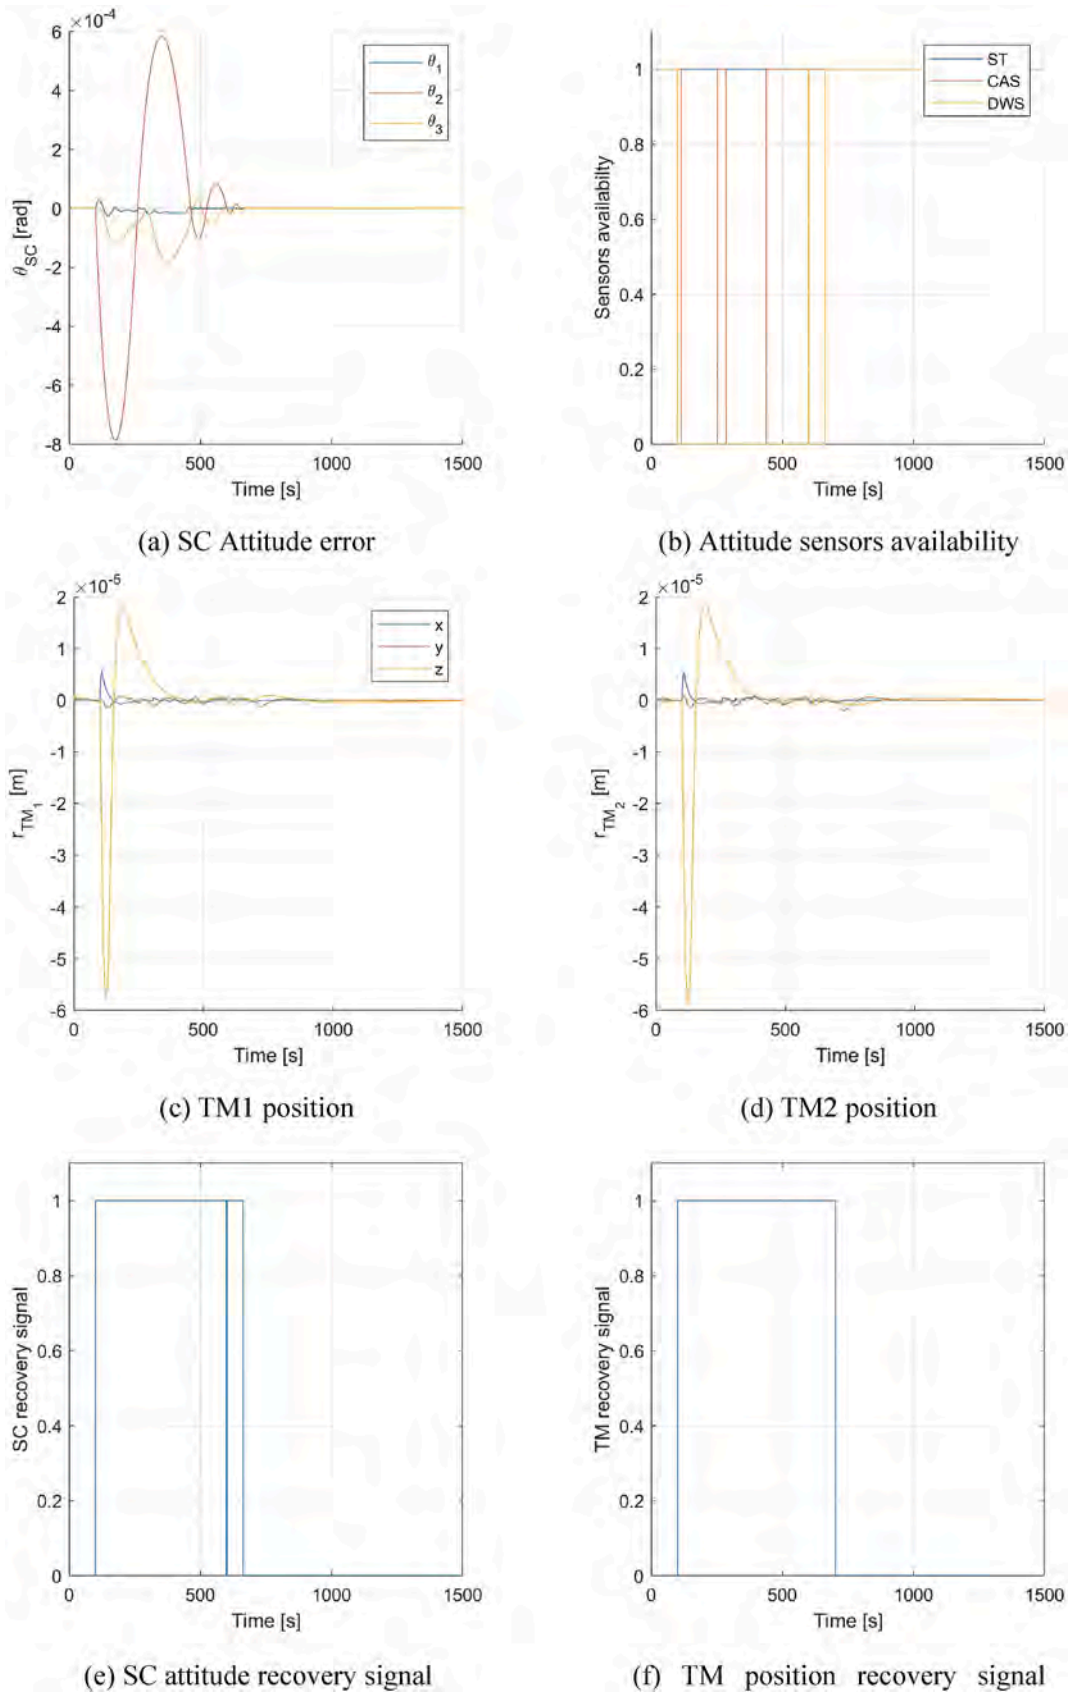 ×10⁻⁴
6
4
2
0
-2
-4
-6
-8
θ_SC [rad]
θ₁
θ₂
θ₃
0 500 1000 1500
Time [s]
(a) SC Attitude error
1
0.8
0.6
0.4
0.2
0
Sensors availabilty
ST
CAS
DWS
0 500 1000 1500
Time [s]
(b) Attitude sensors availability
×10⁻⁵
2
1
0
-1
-2
-3
-4
-5
-6
r_TM₁ [m]
x
y
z
0 500 1000 1500
Time [s]
(c) TM1 position
×10⁻⁵
2
1
0
-1
-2
-3
-4
-5
-6
r_TM₂ [m]
0 500 1000 1500
Time [s]
(d) TM2 position
1
0.8
0.6
0.4
0.2
0
SC recovery signal
0 500 1000 1500
Time [s]
(e) SC attitude recovery signal
1
0.8
0.6
0.4
0.2
0
TM recovery signal
0 500 1000 1500
Time [s]
(f) TM position recovery signal